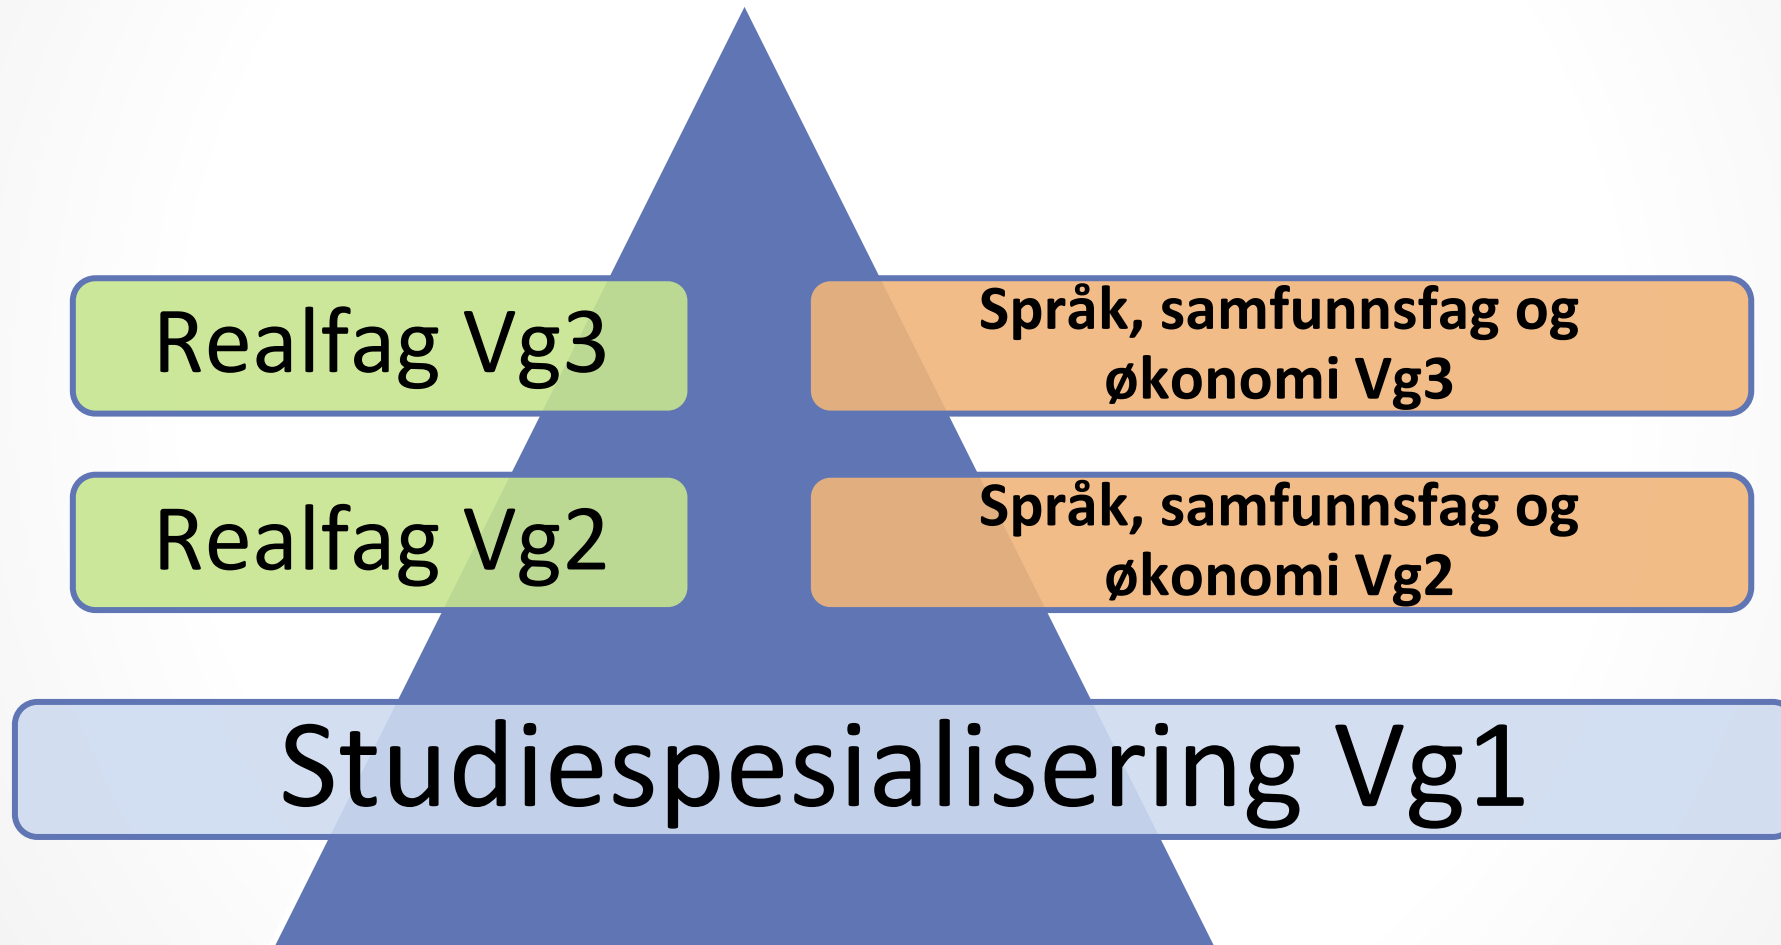 Realfag Vg3
Språk, samfunnsfag og
økonomi Vg3
Realfag Vg2
Språk, samfunnsfag og
økonomi Vg2
Studiespesialisering Vg1